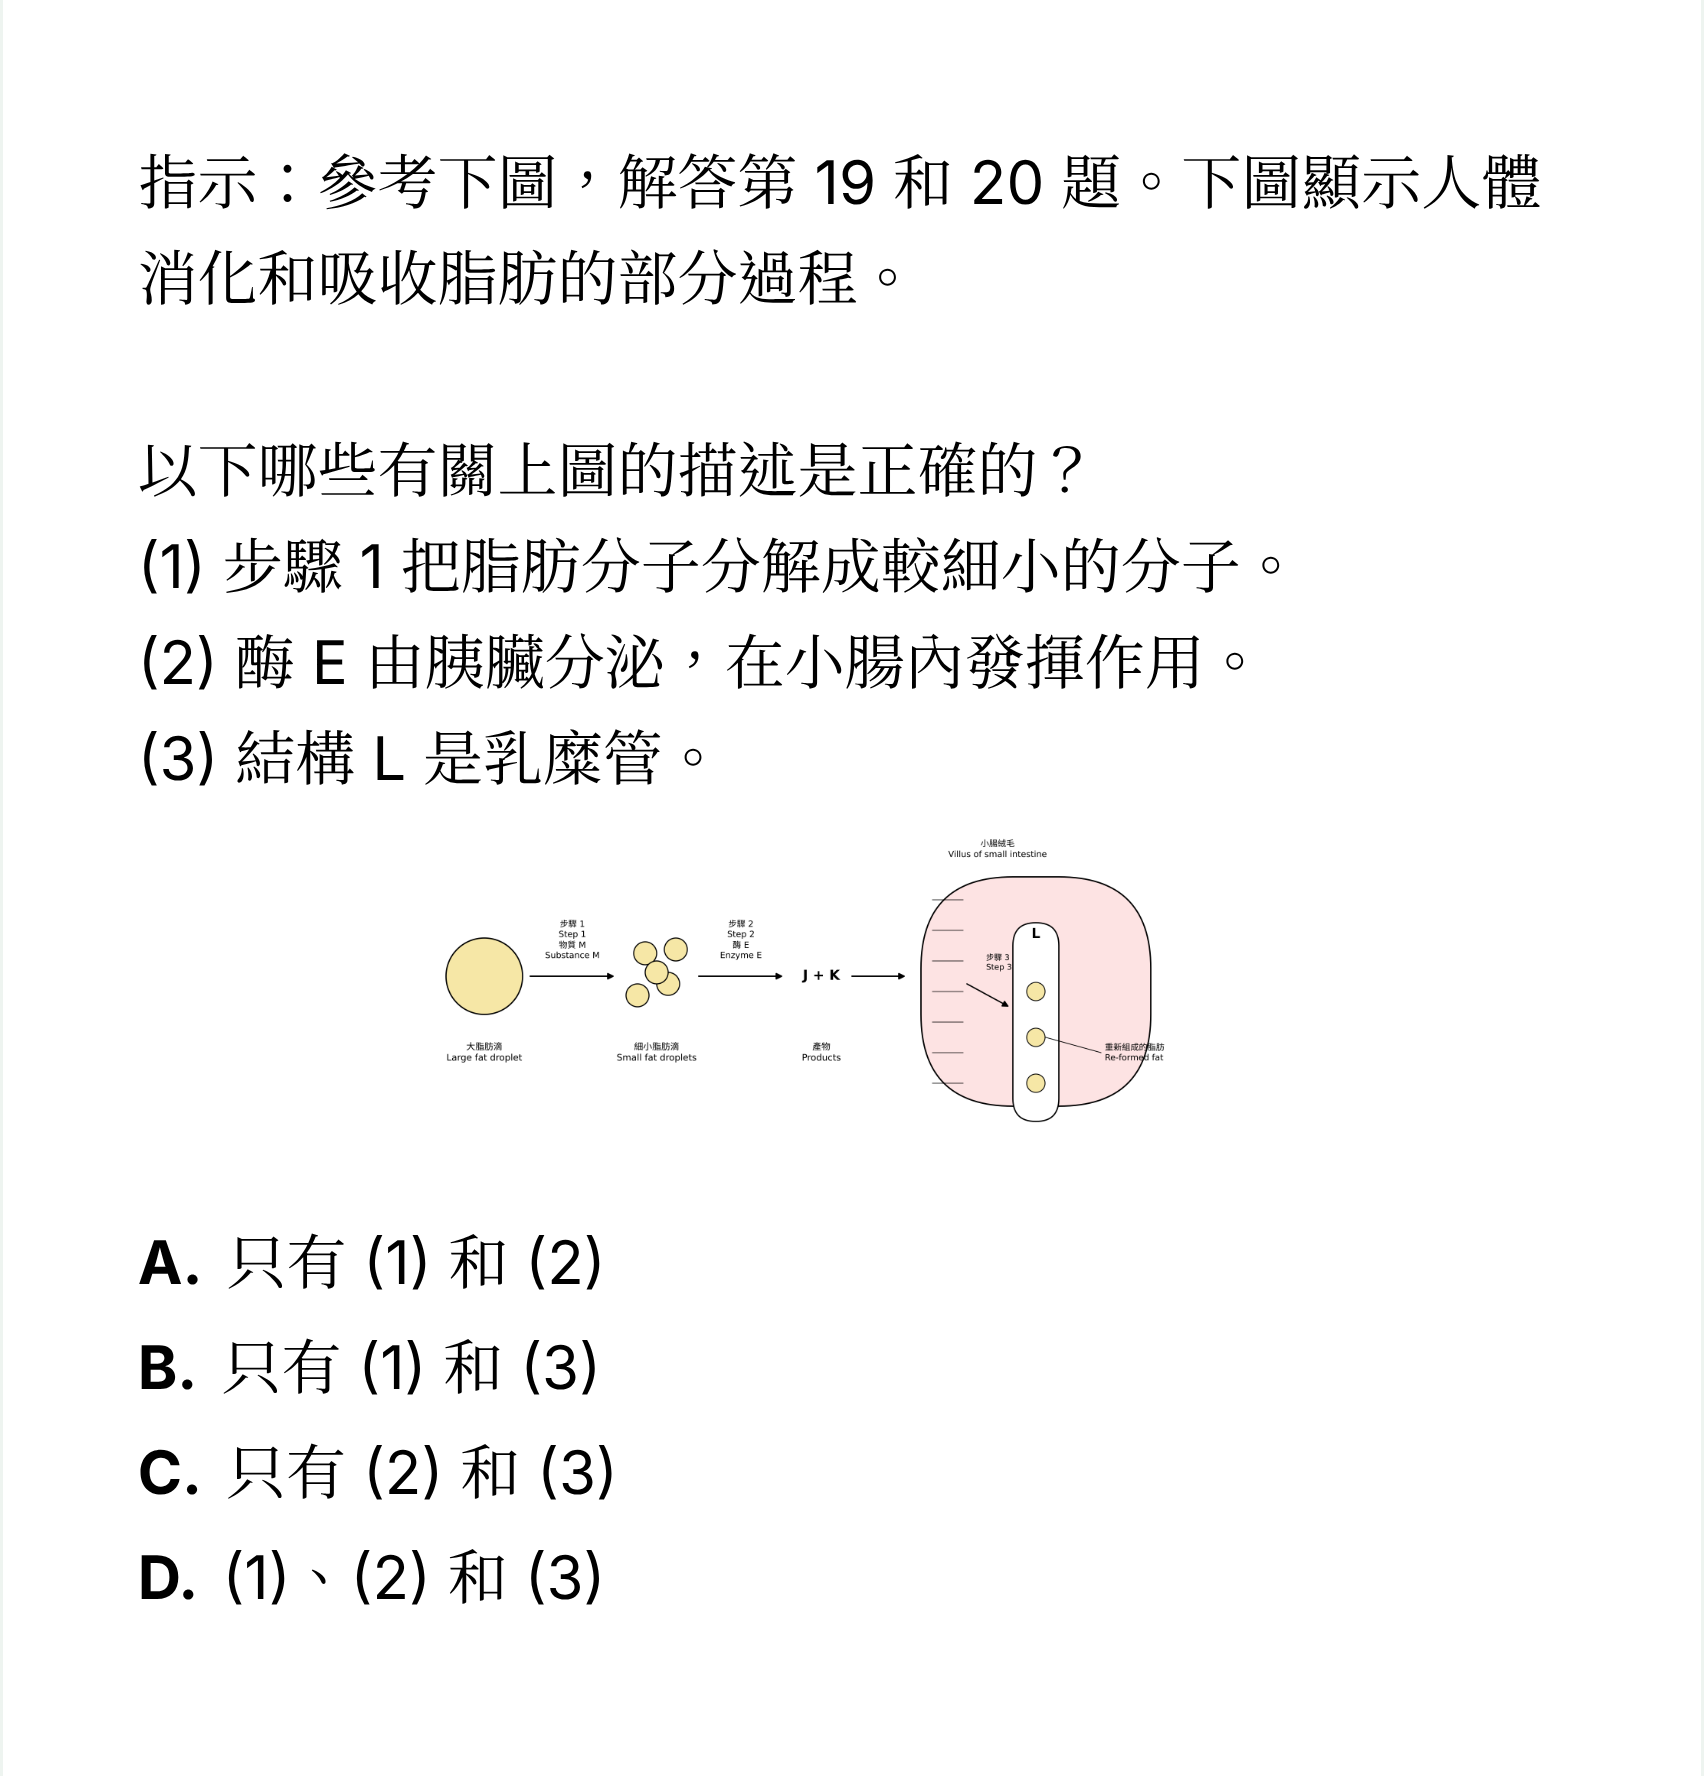 指示：參考下圖，解答第 19 和 20 題。下圖顯示人體
消化和吸收脂肪的部分過程。
以下哪些有關上圖的描述是正確的？
(1) 步驟 1 把脂肪分子分解成較細小的分子。
(2) 酶 E 由胰臟分泌，在小腸內發揮作用。
(3) 結構 L 是乳糜管。
小腸絨毛
Villus of small intestine
步驟 1
Step 1
物質 M
Substance M
步驟 2
Step 2
酶 E
Enzyme E
J + K
L
步驟 3
Step 3
大脂肪滴
Large fat droplet
細小脂肪滴
Small fat droplets
產物
Products
重新組成的脂肪
Re-formed fat
A. 只有 (1) 和 (2)
B. 只有 (1) 和 (3)
C. 只有 (2) 和 (3)
D. (1)、(2) 和 (3)